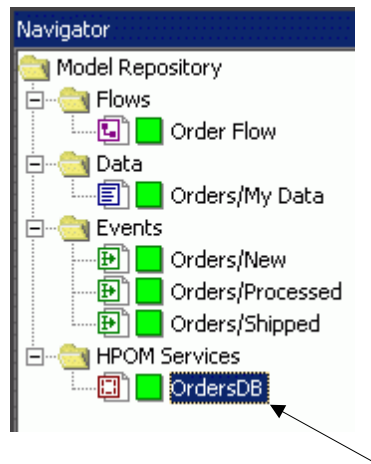 Navigator
Model Repository
Flows
Order Flow
Data
Orders/My Data
Events
Orders/New
Orders/Processed
Orders/Shipped
HPOM Services
OrdersDB